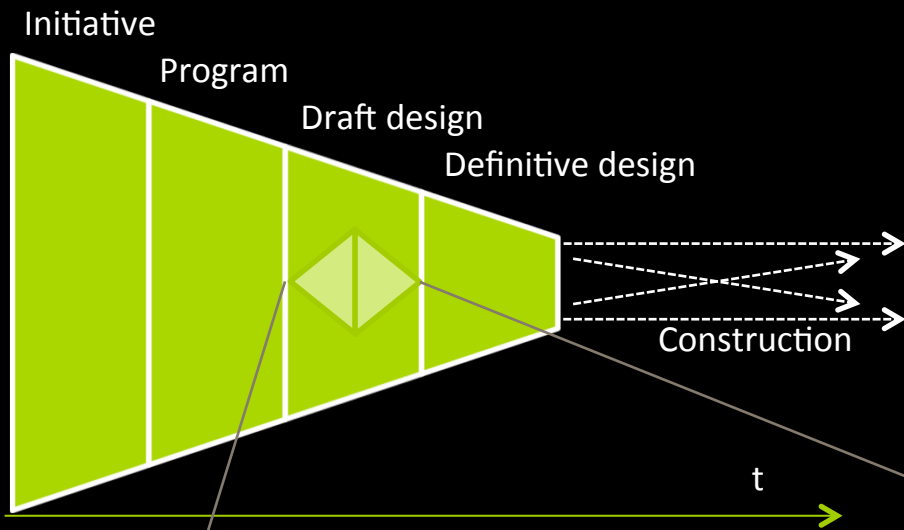 Initiative
Program
Draft design
Definitive design
Construction
t